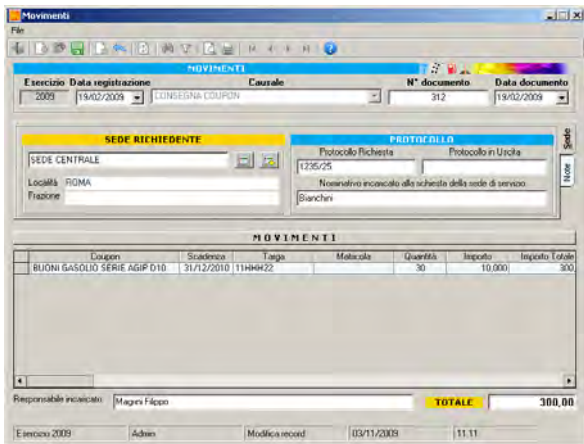 Movimenti
File
MOVIMENTI
Esercizio Data registrazione Causale N° documento Data documento
2009 19/02/2009 CONSEGNA COUPON 312 19/02/2009
SEDE RICHIEDENTE PROTOCOLLO Sede
Protocollo Richiesta Protocollo in Uscita
SEDE CENTRALE 1235/25 Note
Località ROMA Nominativo incaricato alla richiesta della sede di servizio
Frazione Bianchini
MOVIMENTI
Coupon Scadenza Targa Matricola Quantità Importo Importo Totale
BUONI GASOLIO SERIE AGIP D10 31/12/2010 11HHH22 30 10,000 300
Responsabile incaricato Magini Filippo TOTALE 300,00
Esercizio 2009 Admin Modifica record 03/11/2009 11.11